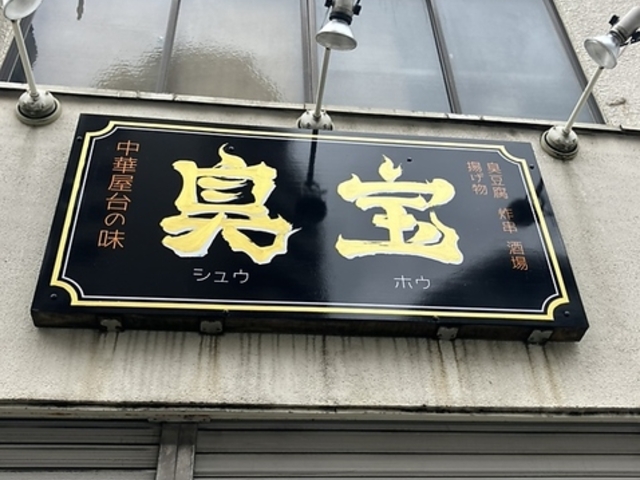 臭豆腐 炸串 酒場
揚げ物
臭宝
シュウ ホウ
中華屋台の味